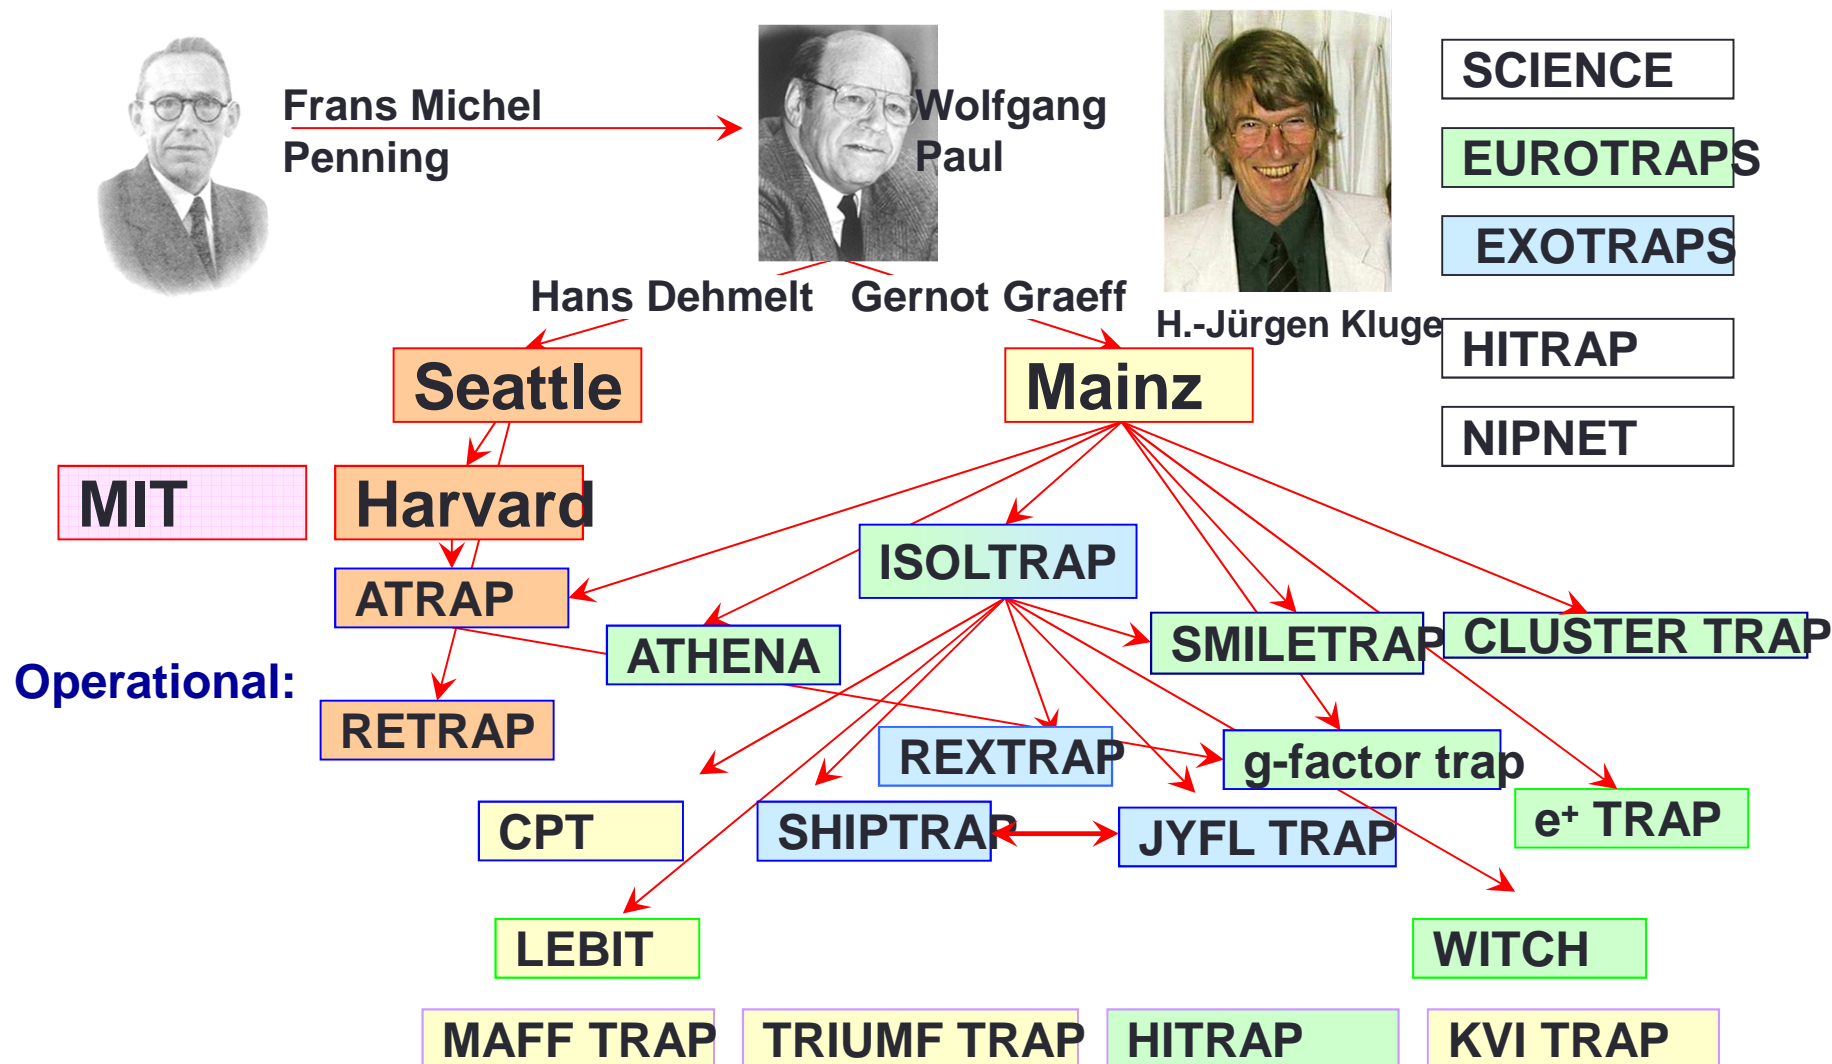 Frans Michel
Penning
Wolfgang
Paul
SCIENCE
EUROTRAPS
EXOTRAPS
Hans Dehmelt
Gernot Graeff
H.-Jürgen Kluge
HITRAP
NIPNET
Seattle
Mainz
MIT
Harvard
ISOLTRAP
ATRAP
ATHENA
SMILETRAP
CLUSTER TRAP
Operational:
RETRAP
REXTRAP
g-factor trap
CPT
SHIPTRAP
JYFL TRAP
e+ TRAP
LEBIT
WITCH
MAFF TRAP
TRIUMF TRAP
HITRAP
KVI TRAP